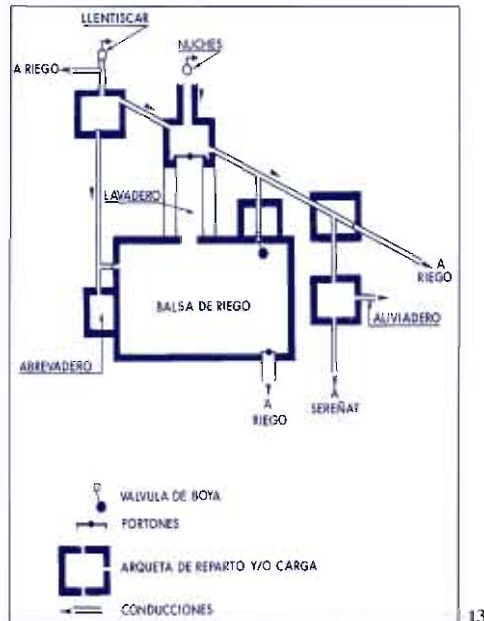 LLENTISCAR
NUCHES
A RIEGO
LAVADERO
A
RIEGO
BALSA DE RIEGO
ALIVIADERO
ABREVADERO
A
RIEGO
A
SEREÑAT
VALVULA DE BOYA
PORTONES
ARQUETA DE REPARTO Y/O CARGA
CONDUCCIONES
13